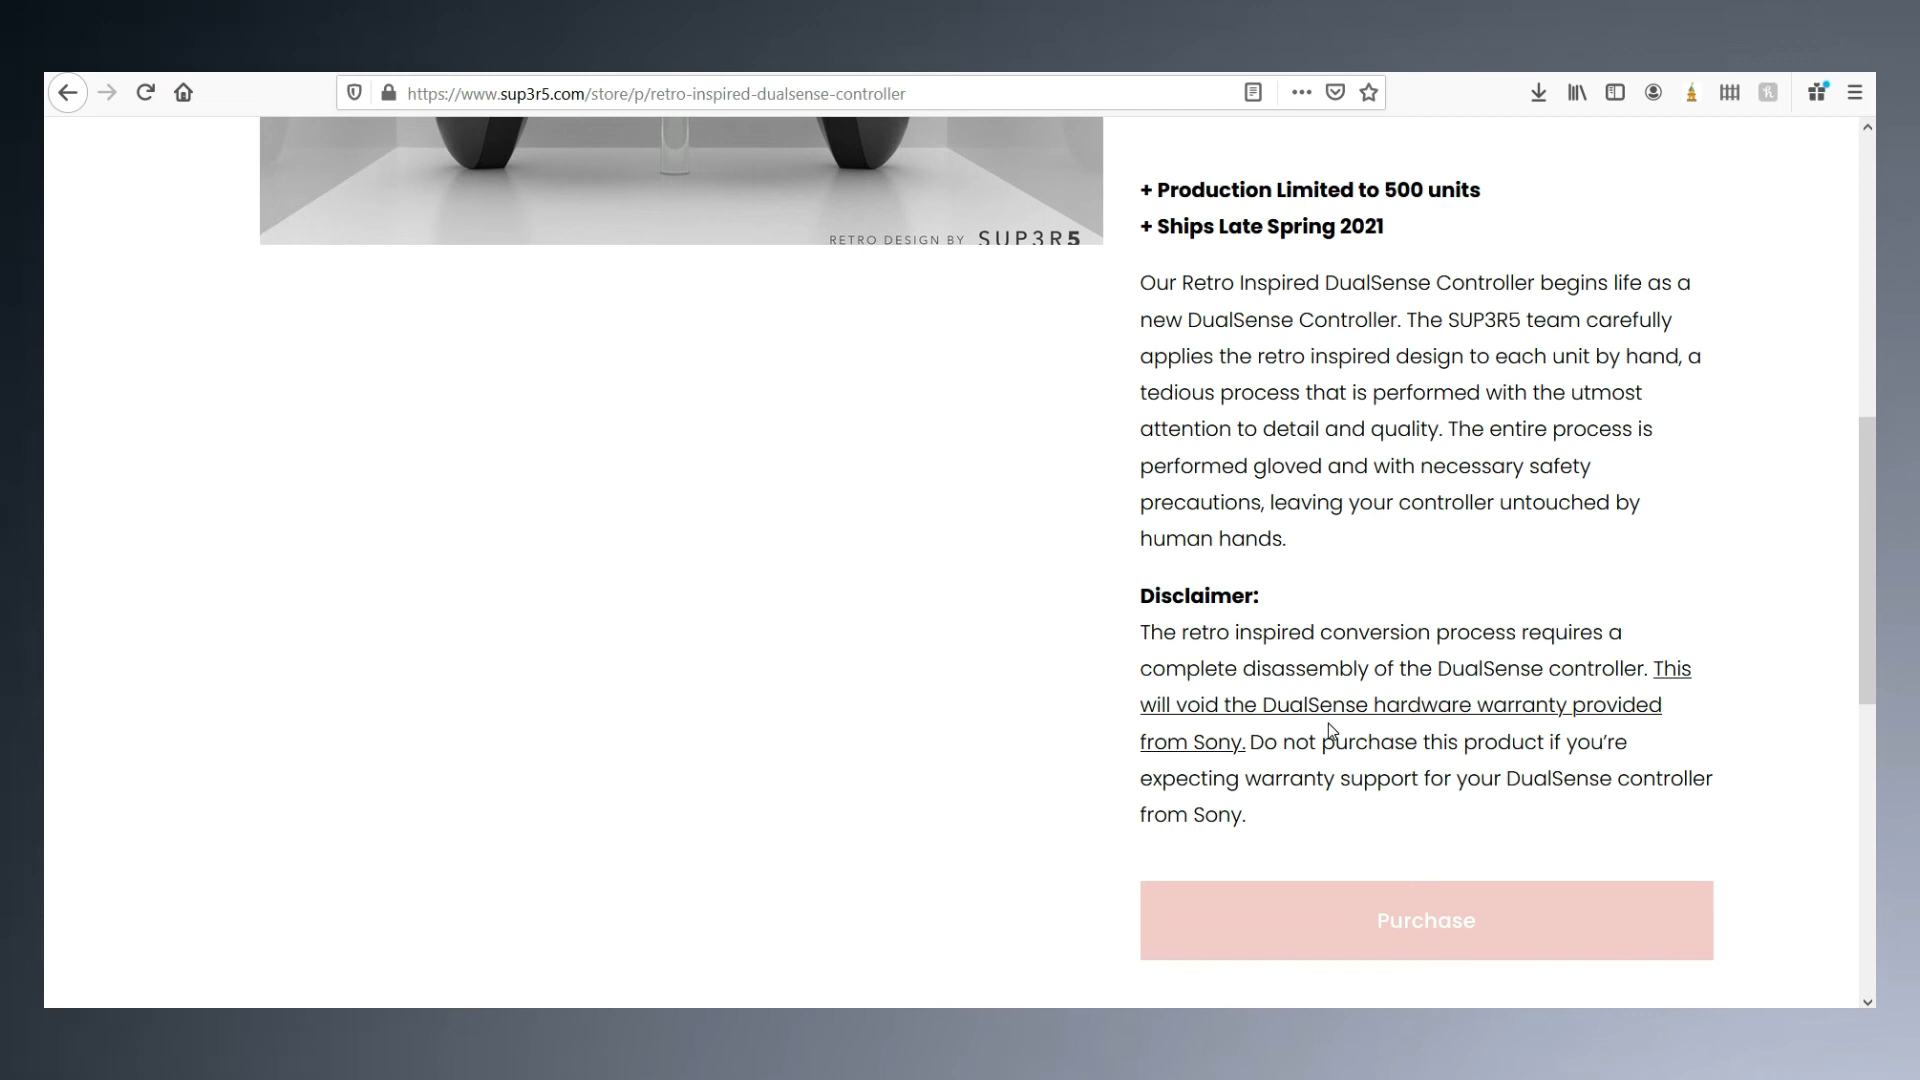 https://www.sup3r5.com/store/p/retro-inspired-dualsense-controller
RETRO DESIGN BY SUP3R5
+ Production Limited to 500 units
+ Ships Late Spring 2021
Our Retro Inspired DualSense Controller begins life as a
new DualSense Controller. The SUP3R5 team carefully
applies the retro inspired design to each unit by hand, a
tedious process that is performed with the utmost
attention to detail and quality. The entire process is
performed gloved and with necessary safety
precautions, leaving your controller untouched by
human hands.
Disclaimer:
The retro inspired conversion process requires a
complete disassembly of the DualSense controller. This
will void the DualSense hardware warranty provided
from Sony. Do not purchase this product if you’re
expecting warranty support for your DualSense controller
from Sony.
Purchase